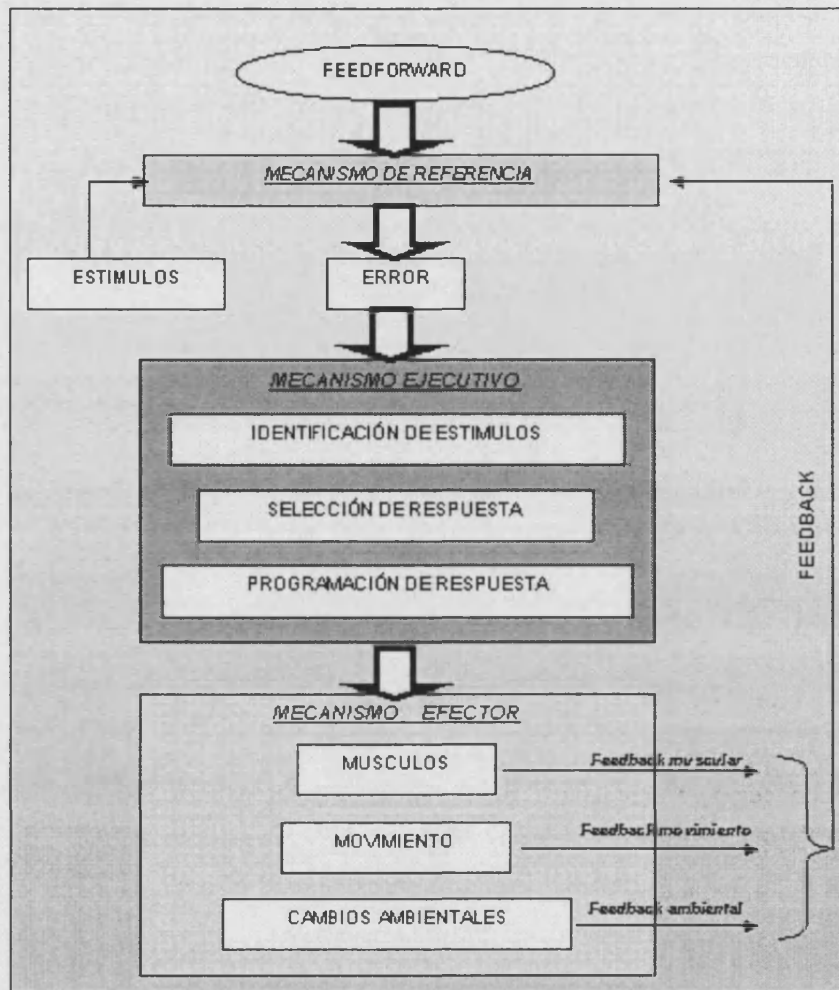 FEEDFORWARD
MECANISMO DE REFERENCIA
ESTIMULOS
ERROR
MECANISMO EJECUTIVO
IDENTIFICACIÓN DE ESTIMULOS
SELECCIÓN DE RESPUESTA
PROGRAMACIÓN DE RESPUESTA
FEEDBACK
MECANISMO EFECTOR
MUSCULOS
Feedback muscular
MOVIMIENTO
Feedback movimiento
CAMBIOS AMBIENTALES
Feedback ambiental